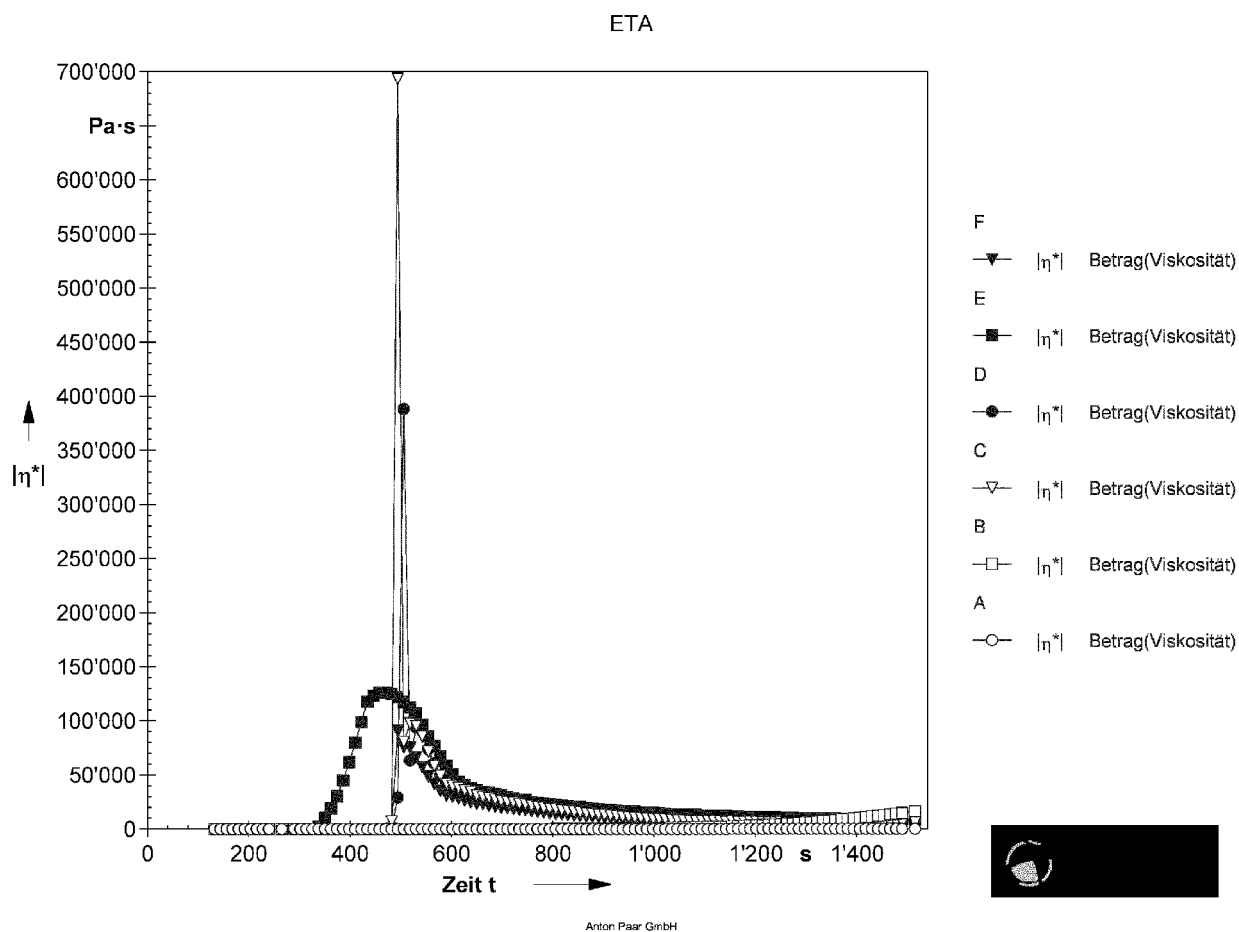 ETA
700'000
Pa·s
600'000
550'000
500'000
450'000
400'000
350'000
300'000
250'000
200'000
150'000
100'000
50'000
0
|η*|
0 200 400 600 800 1'000 1'200 s 1'400
Zeit t
F
|η*| Betrag(Viskosität)
E
|η*| Betrag(Viskosität)
D
|η*| Betrag(Viskosität)
C
|η*| Betrag(Viskosität)
B
|η*| Betrag(Viskosität)
A
|η*| Betrag(Viskosität)
Anton Paar GmbH